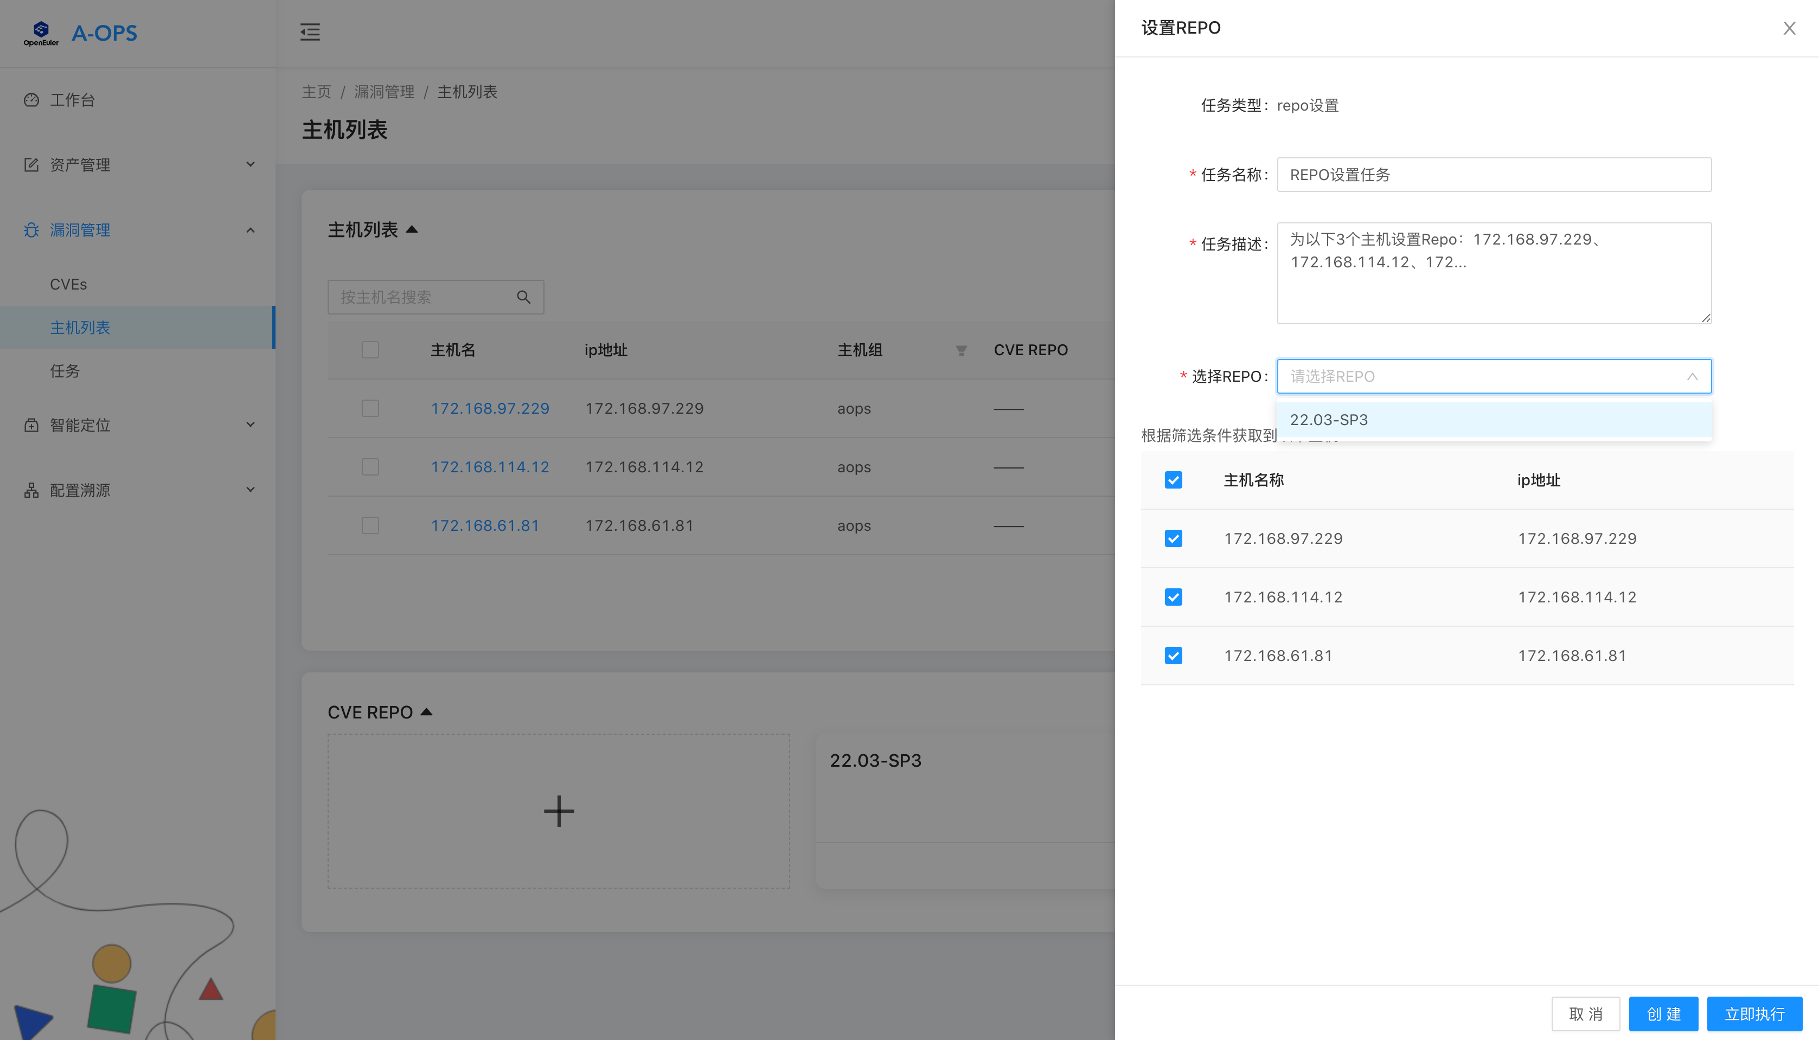 OpenEuler
A-OPS
工作台
资产管理
漏洞管理
CVEs
主机列表
任务
智能定位
配置溯源
主页 / 漏洞管理 / 主机列表
主机列表
主机列表
按主机名搜索
主机名 ip地址 主机组 CVE REPO
172.168.97.229 172.168.97.229 aops ——
172.168.114.12 172.168.114.12 aops ——
172.168.61.81 172.168.61.81 aops ——
CVE REPO
22.03-SP3
设置REPO
任务类型: repo设置
* 任务名称: REPO设置任务
* 任务描述: 为以下3个主机设置Repo：172.168.97.229、
172.168.114.12、172...
* 选择REPO: 请选择REPO
22.03-SP3
根据筛选条件获取到
主机名称 ip地址
172.168.97.229 172.168.97.229
172.168.114.12 172.168.114.12
172.168.61.81 172.168.61.81
取 消 创 建 立即执行